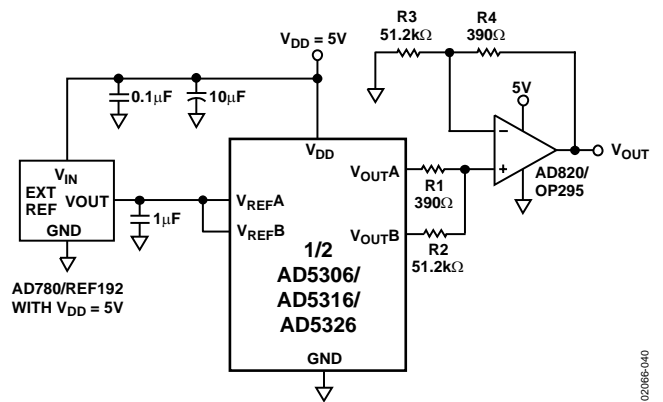 R3
51.2kΩ
R4
390Ω
VDD = 5V
5V
0.1μF
10μF
VOUT
AD820/
OP295
VIN
EXT
REF
VOUT
GND
1μF
VDD
VREFA
VREFB
VOUTA
VOUTB
R1
390Ω
R2
51.2kΩ
1/2
AD5306/
AD5316/
AD5326
GND
AD780/REF192
WITH VDD = 5V
02066-040